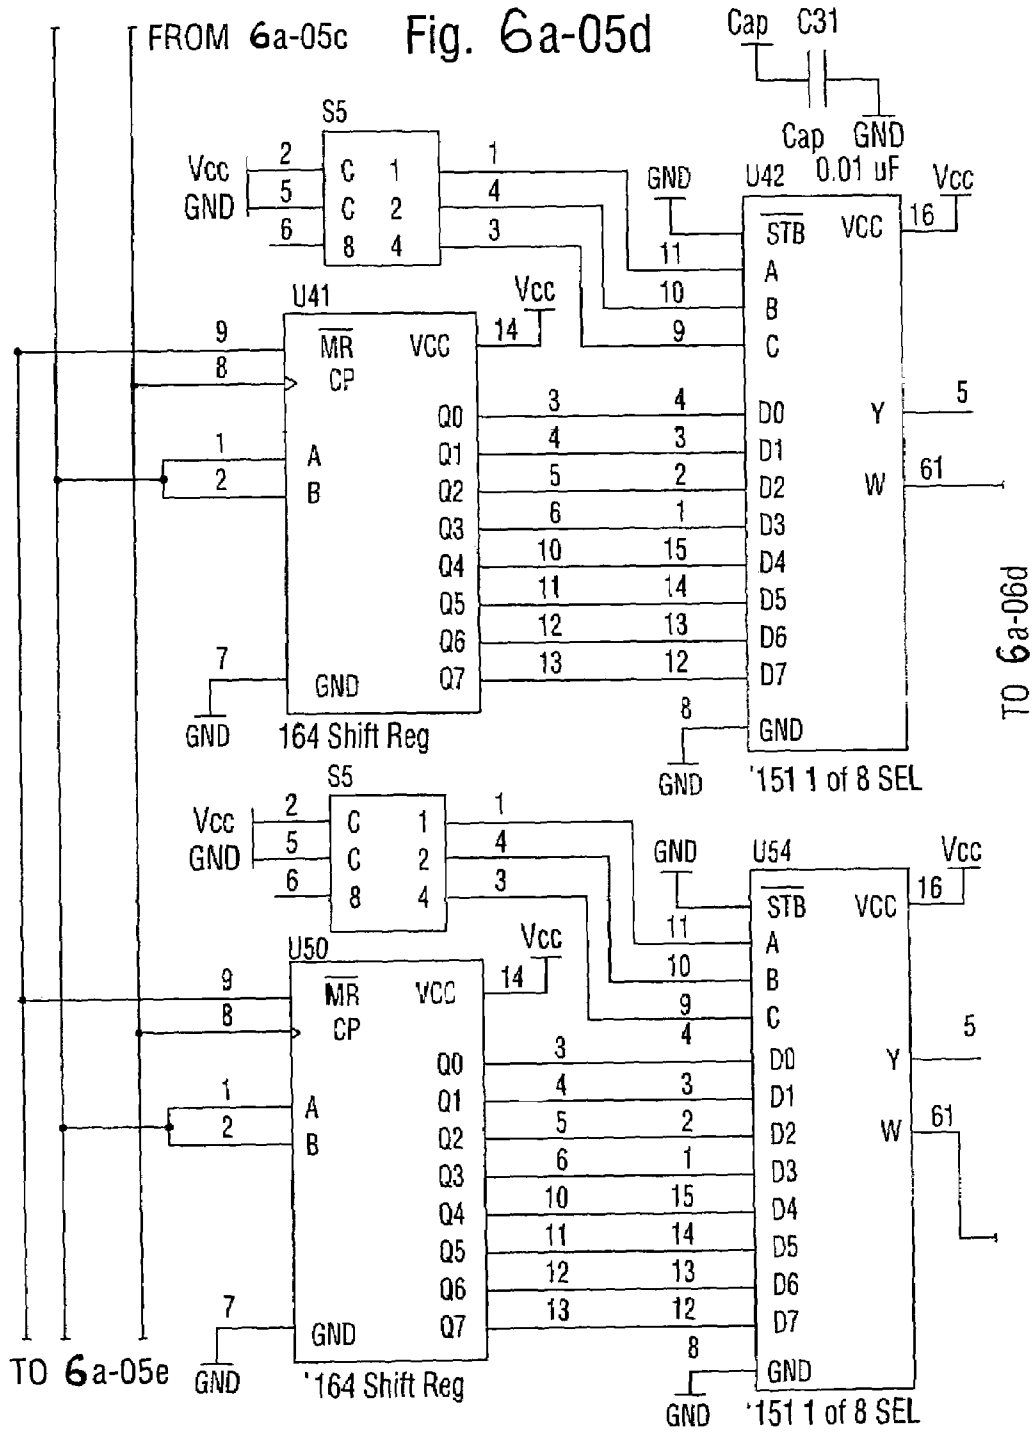 FROM 6a-05c Fig. 6a-05d Cap C31
Cap GND
0.01 uF
S5
Vcc 2 C 1 1
GND 5 C 2 4
6 8 4 3
GND U42 Vcc
STB VCC 16
11 A
10 B
9 C
U41 Vcc
9 MR VCC 14
8 CP
Q0 3 4 D0 Y 5
1 A Q1 4 3 D1
2 B Q2 5 2 D2 W 61
Q3 6 1 D3
Q4 10 15 D4
Q5 11 14 D5
Q6 12 13 D6
7 GND Q7 13 12 D7
GND 8 GND
164 Shift Reg GND '151 1 of 8 SEL
TO 6a-06d
S5
Vcc 2 C 1 1
GND 5 C 2 4
6 8 4 3
GND U54 Vcc
STB VCC 16
11 A
10 B
9 C
U50 Vcc
9 MR VCC 14
8 CP
Q0 3 4 D0 Y 5
1 A Q1 4 3 D1
2 B Q2 5 2 D2 W 61
Q3 6 1 D3
Q4 10 15 D4
Q5 11 14 D5
Q6 12 13 D6
7 GND Q7 13 12 D7
8 GND
TO 6a-05e GND '164 Shift Reg GND '151 1 of 8 SEL